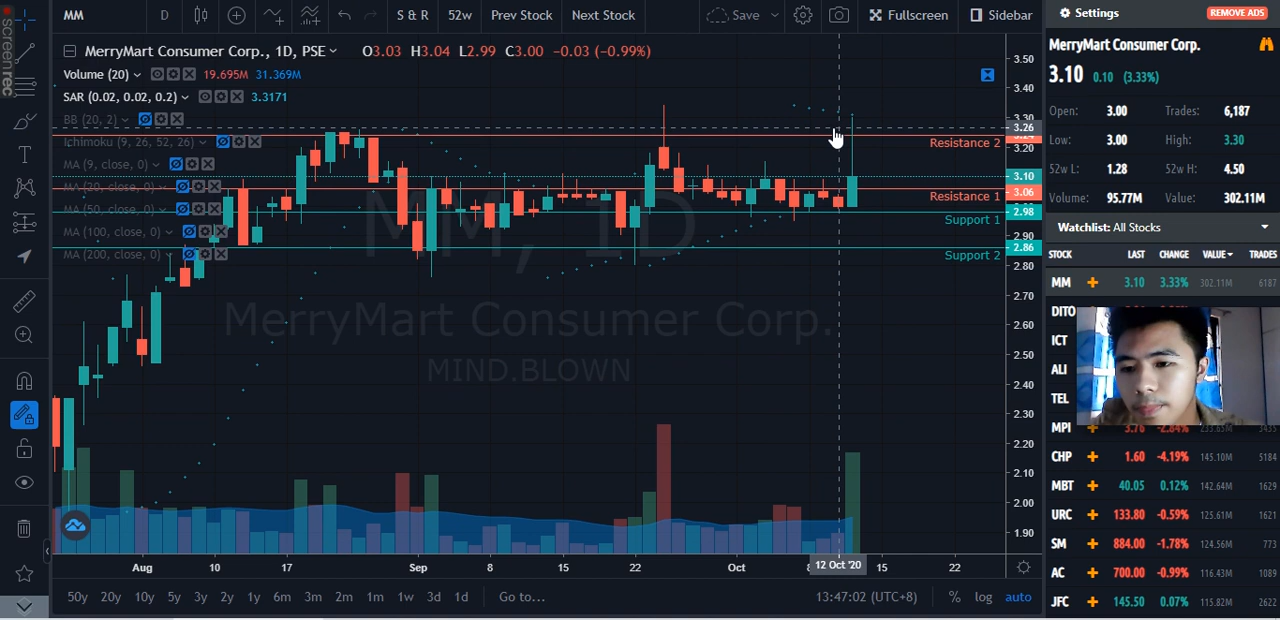 screenrec
MM D S & R 52w Prev Stock Next Stock Save Fullscreen Sidebar
MerryMart Consumer Corp., 1D, PSE O3.03 H3.04 L2.99 C3.00 −0.03 (−0.99%)
Volume (20) 19.695M 31.369M
SAR (0.02, 0.02, 0.2) 3.3171
BB (20, 2)
Ichimoku (9, 26, 52, 26)
MA (9, close, 0)
MA (20, close, 0)
MA (50, close, 0)
MA (100, close, 0)
MA (200, close, 0)
Resistance 2
Resistance 1
Support 1
Support 2
MM, 1D
MerryMart Consumer Corp.
MIND.BLOWN
3.50
3.40
3.30
3.26
3.20
3.10
3.06
2.98
2.90
2.86
2.80
2.70
2.60
2.50
2.40
2.30
2.20
2.10
2.00
1.90
Aug 10 17 Sep 8 15 22 Oct 12 Oct '20 15 22
50y 20y 10y 5y 3y 2y 1y 6m 3m 2m 1m 1w 3d 1d Go to... 13:47:02 (UTC+8) % log auto
Settings REMOVE ADS
MerryMart Consumer Corp.
3.10 0.10 (3.33%)
Open: 3.00 Trades: 6,187
Low: 3.00 High: 3.30
52w L: 1.28 52w H: 4.50
Volume: 95.77M Value: 302.11M
Watchlist: All Stocks
STOCK LAST CHANGE VALUE TRADES
MM 3.10 3.33% 302.11M 6187
DITO
ICT
ALI
TEL
MPI 3.76 -2.84% 233.65M 3435
CHP 1.60 -4.19% 145.10M 5184
MBT 40.05 0.12% 142.64M 1629
URC 133.80 -0.59% 125.61M 1621
SM 884.00 -1.78% 124.56M 773
AC 700.00 -0.99% 116.43M 1089
JFC 145.50 0.07% 115.82M 2622